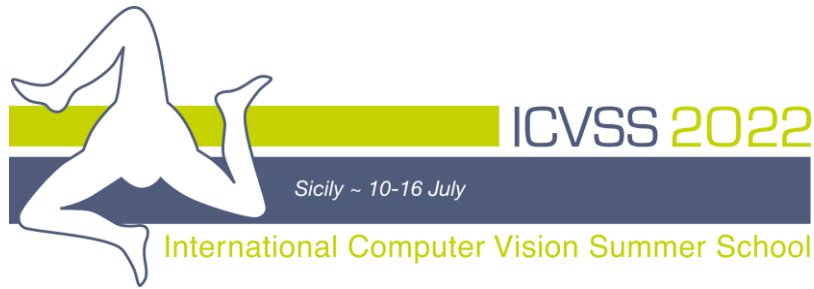 ICVSS 2022
Sicily ~ 10-16 July
International Computer Vision Summer School